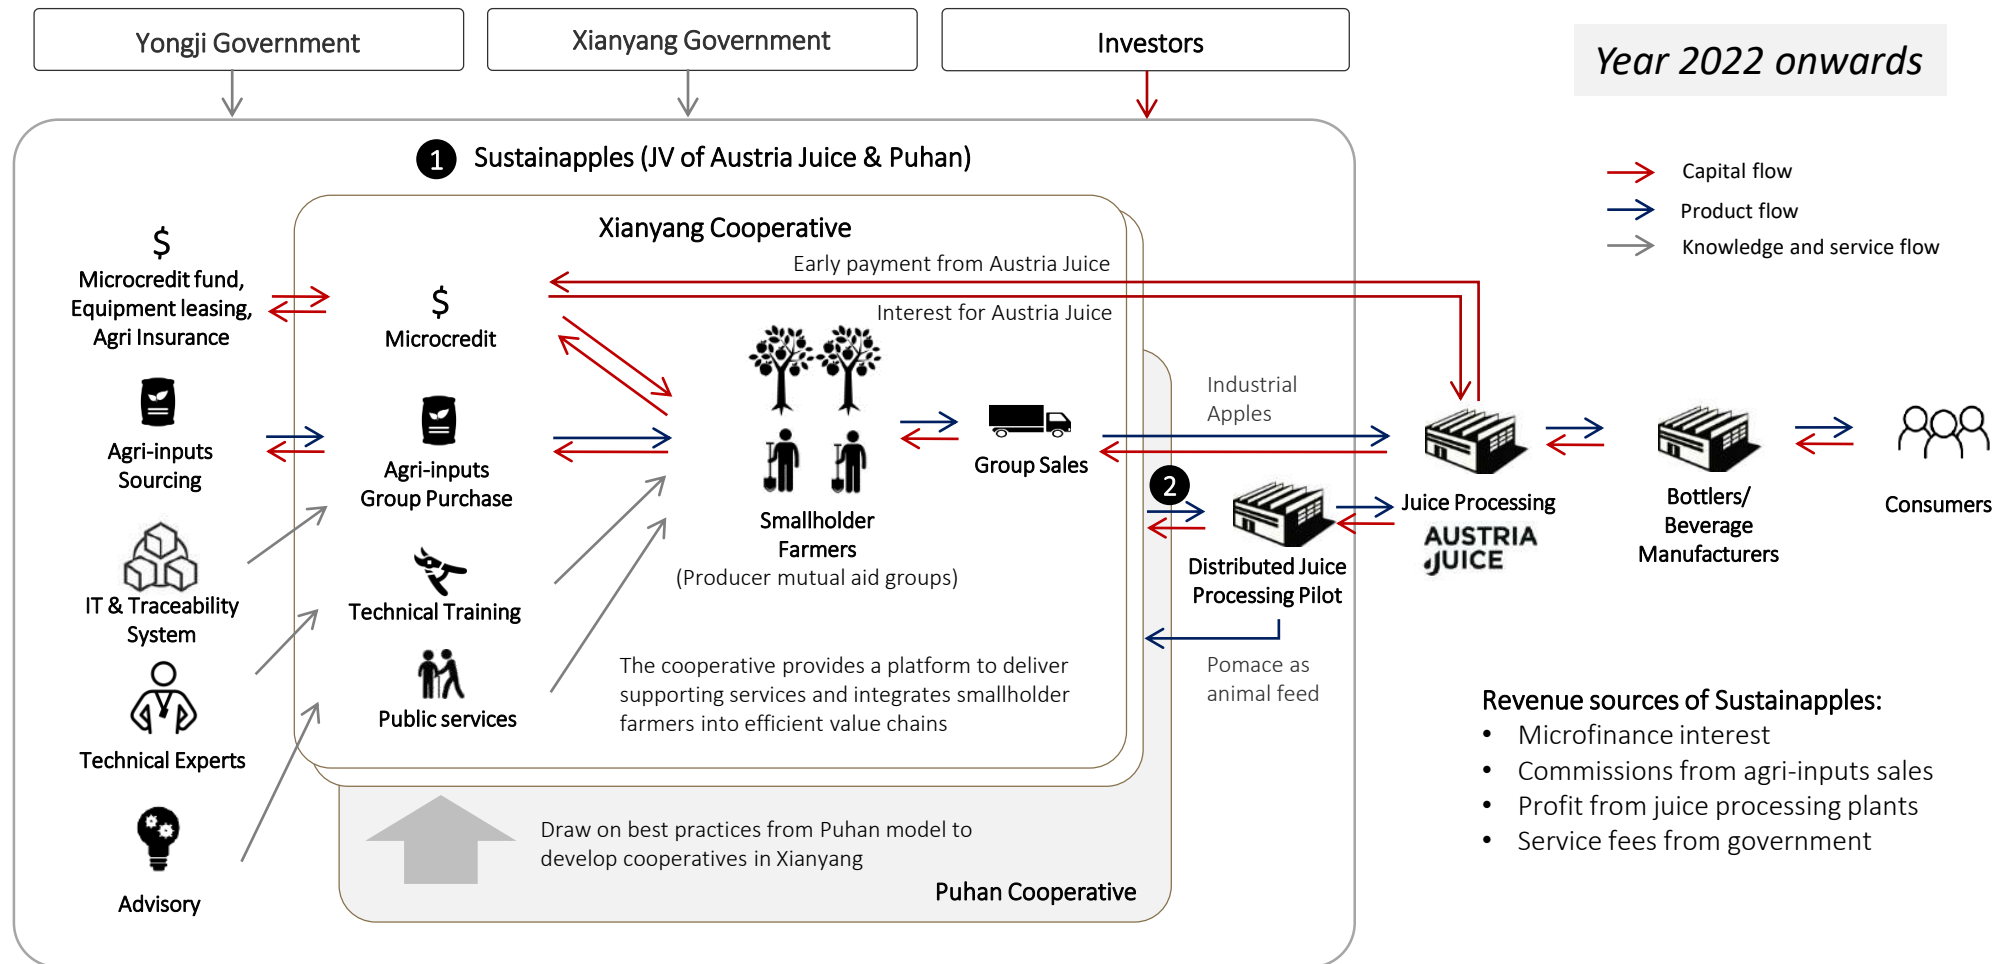 Yongji Government
Xianyang Government
Investors
Year 2022 onwards
1 Sustainapples (JV of Austria Juice & Puhan)
Capital flow
Product flow
Knowledge and service flow
Xianyang Cooperative
$
Microcredit fund,
Equipment leasing,
Agri Insurance
$
Microcredit
Early payment from Austria Juice
Interest for Austria Juice
Agri-inputs
Sourcing
Agri-inputs
Group Purchase
Smallholder
Farmers
(Producer mutual aid groups)
Group Sales
Industrial
Apples
2
Distributed Juice
Processing Pilot
Juice Processing
AUSTRIA
JUICE
Bottlers/
Beverage
Manufacturers
Consumers
IT & Traceability
System
Technical Training
Public services
Technical Experts
Advisory
The cooperative provides a platform to deliver
supporting services and integrates smallholder
farmers into efficient value chains
Pomace as
animal feed
Draw on best practices from Puhan model to
develop cooperatives in Xianyang
Puhan Cooperative
Revenue sources of Sustainapples:
• Microfinance interest
• Commissions from agri-inputs sales
• Profit from juice processing plants
• Service fees from government